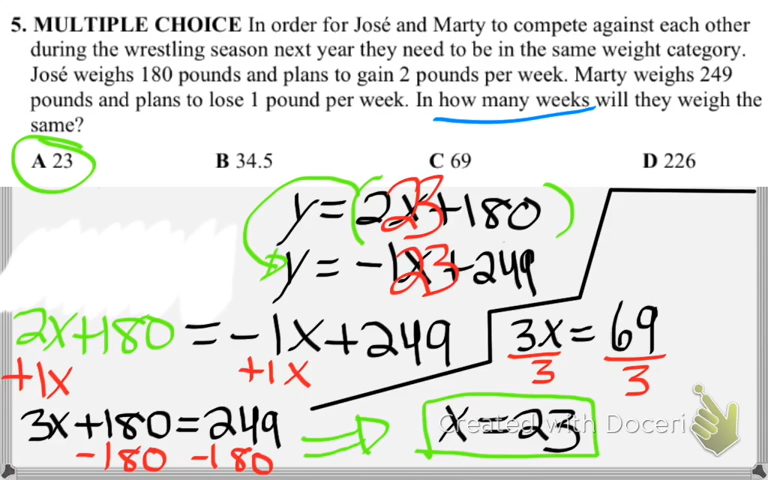 5. MULTIPLE CHOICE In order for José and Marty to compete against each other
during the wrestling season next year they need to be in the same weight category.
José weighs 180 pounds and plans to gain 2 pounds per week. Marty weighs 249
pounds and plans to lose 1 pound per week. In how many weeks will they weigh the
same?
A 23 B 34.5 C 69 D 226
y=(2x+180)
23
y=-1x+249
23
2x+180=-1x+249
+1x +1x
3x+180=249
-180 -180
3x=69
3 3
x=23
Created with Doceri